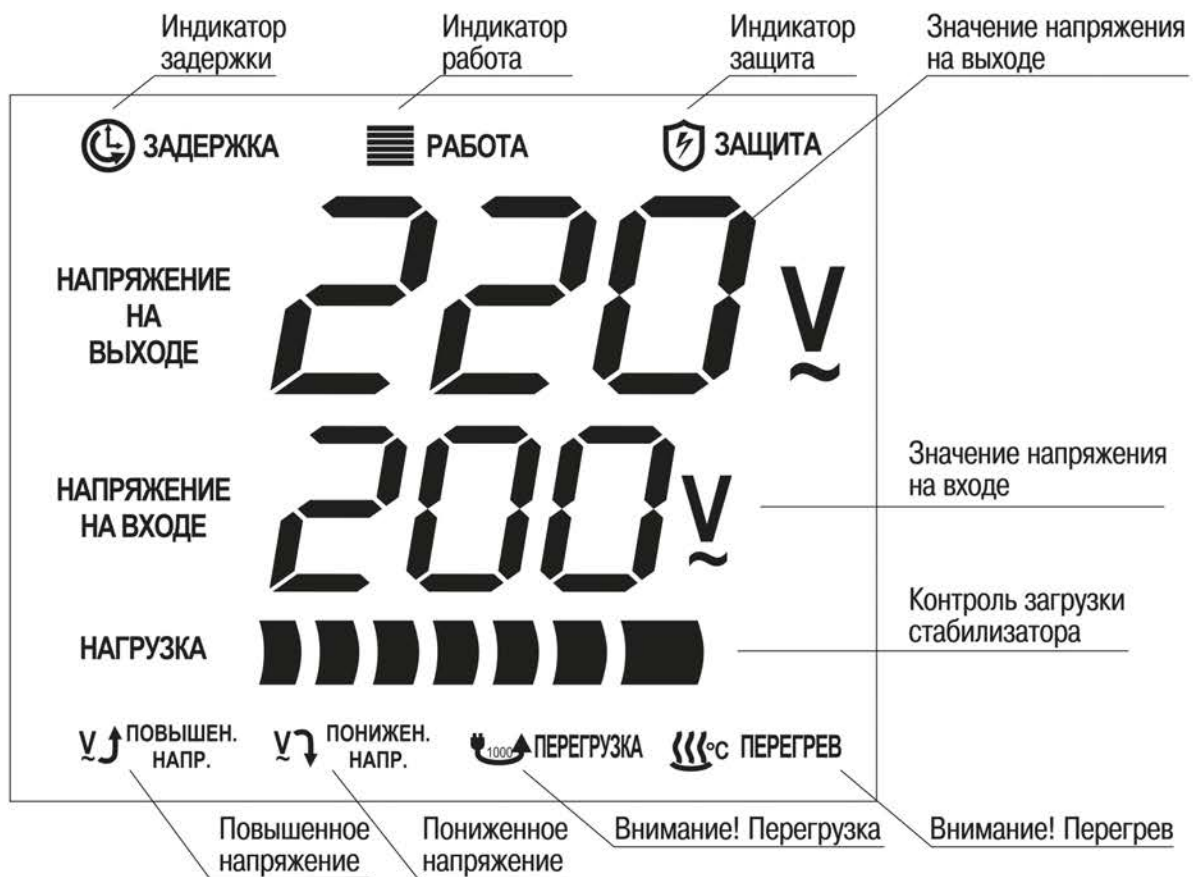 Индикатор
задержки
Индикатор
работа
Индикатор
защита
Значение напряжения
на выходе
ЗАДЕРЖКА
РАБОТА
ЗАЩИТА
НАПРЯЖЕНИЕ
НА
ВЫХОДЕ
220 V
~
НАПРЯЖЕНИЕ
НА ВХОДЕ
200 V
~
Значение напряжения
на входе
НАГРУЗКА
Контроль загрузки
стабилизатора
V
~
ПОВЫШЕН.
НАПР.
V
~
ПОНИЖЕН.
НАПР.
1000
ПЕРЕГРУЗКА
°C ПЕРЕГРЕВ
Повышенное
напряжение
Пониженное
напряжение
Внимание! Перегрузка
Внимание! Перегрев